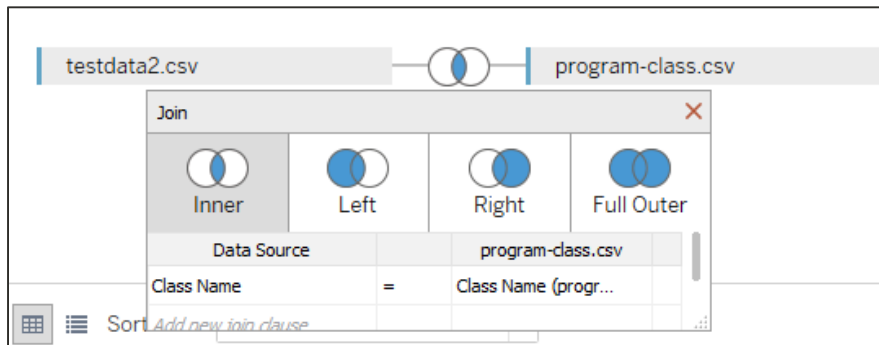 testdata2.csv program-class.csv
Join
Inner Left Right Full Outer
Data Source program-class.csv
Class Name = Class Name (progr...
Sort Add new join clause